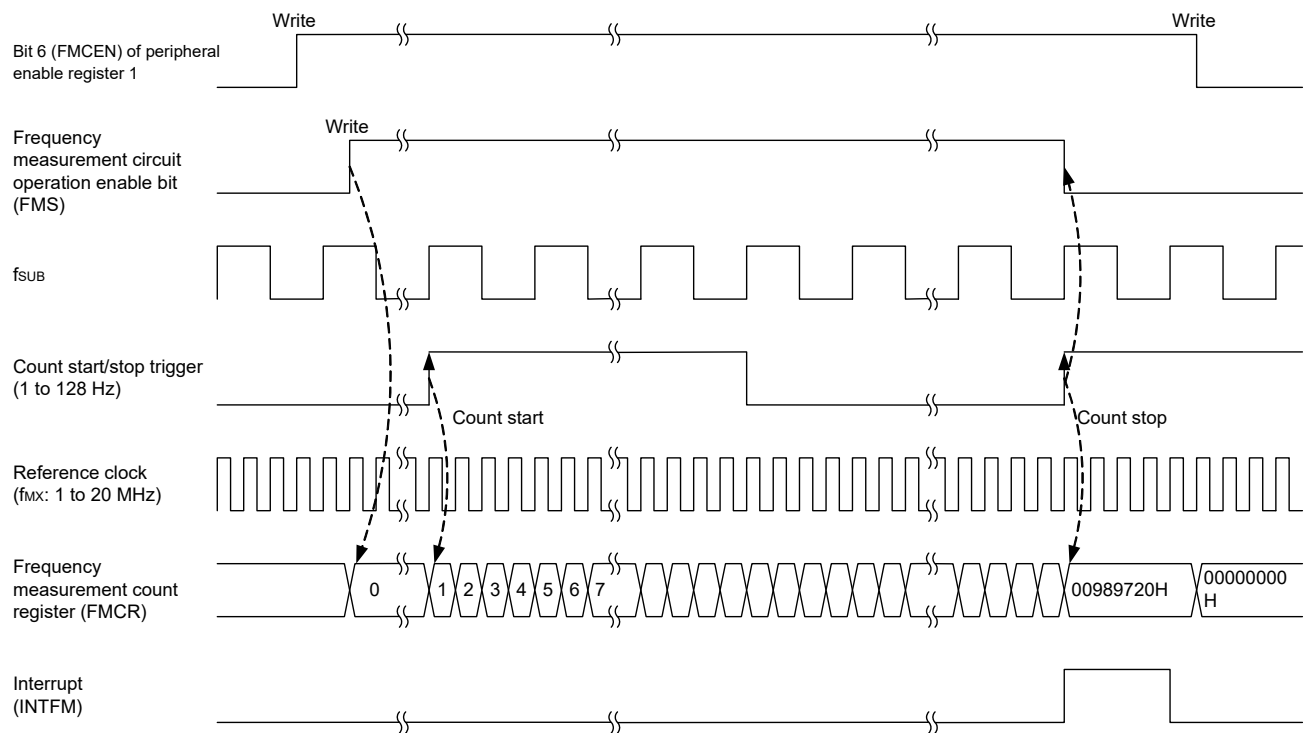 Write
Write
Bit 6 (FMCEN) of peripheral
enable register 1
Write
Frequency
measurement circuit
operation enable bit
(FMS)
fSUB
Count start/stop trigger
(1 to 128 Hz)
Count start
Count stop
Reference clock
(fMX: 1 to 20 MHz)
Frequency
measurement count
register (FMCR)
0
1
2
3
4
5
6
7
00989720H
00000000
H
Interrupt
(INTFM)